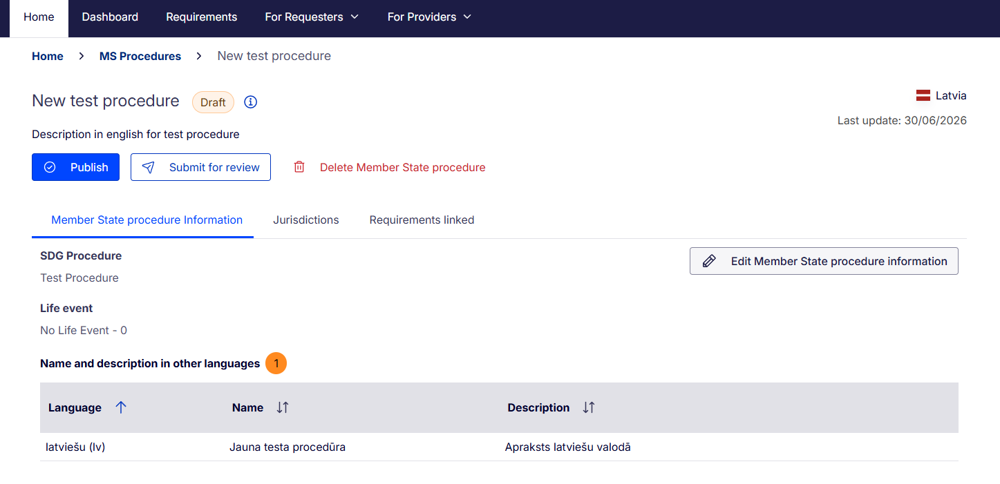 Home Dashboard Requirements For Requesters For Providers
Home > MS Procedures > New test procedure
New test procedure Draft
Latvia
Last update: 30/06/2026
Description in english for test procedure
Publish Submit for review Delete Member State procedure
Member State procedure Information Jurisdictions Requirements linked
SDG Procedure
Edit Member State procedure information
Test Procedure
Life event
No Life Event - 0
Name and description in other languages 1
Language Name Description
latviešu (lv) Jauna testa procedūra Apraksts latviešu valodā